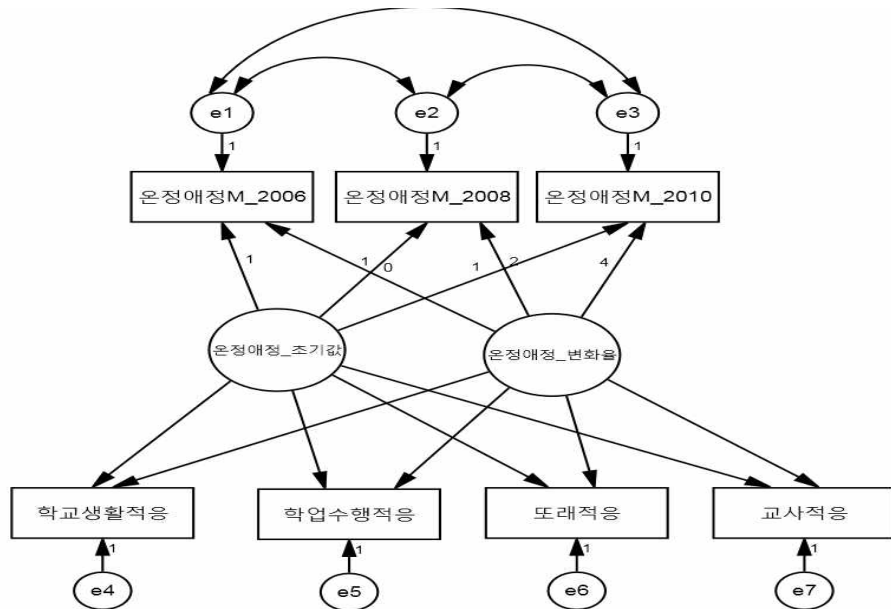 e1
e2
e3
1
1
1
온정애정M_2006
온정애정M_2008
온정애정M_2010
1
1
0
1
2
4
온정애정_초기값
온정애정_변화율
학교생활적응
학업수행적응
또래적응
교사적응
1
1
1
1
e4
e5
e6
e7